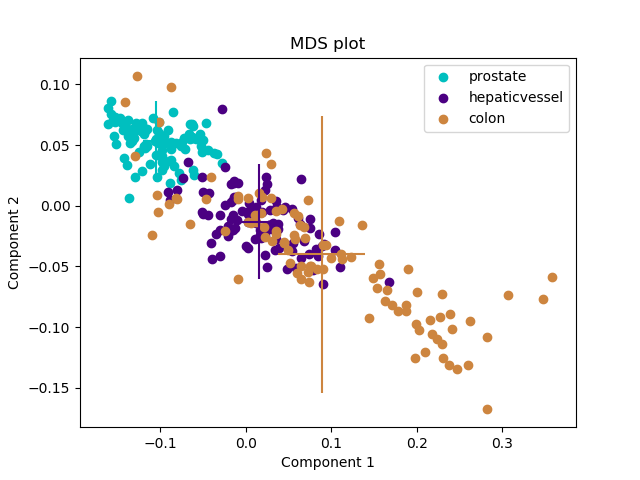 MDS plot
prostate
hepaticvessel
colon
0.10
0.05
0.00
−0.05
−0.10
−0.15
Component 2
−0.1
0.0
0.1
0.2
0.3
Component 1